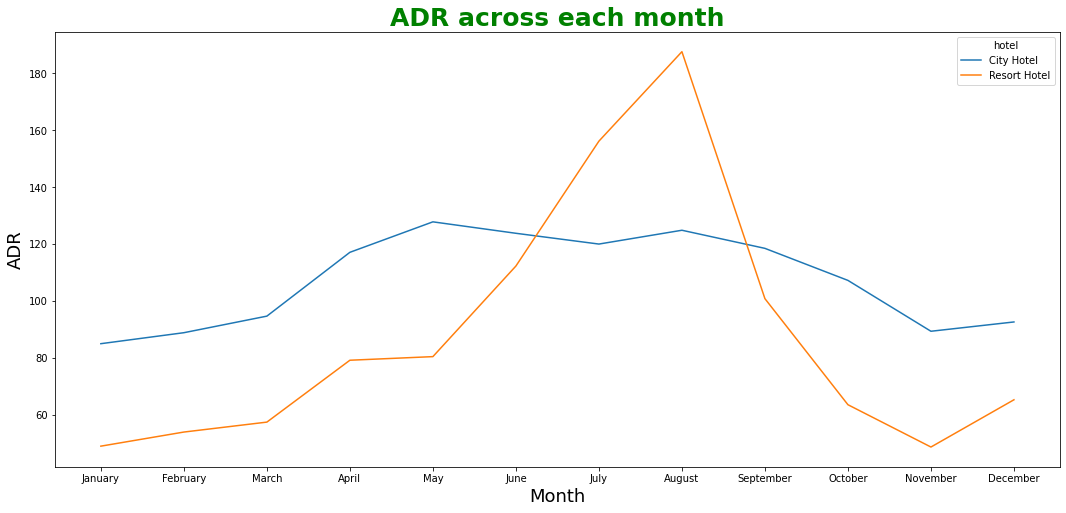 ADR across each month
hotel
City Hotel
Resort Hotel
180
160
140
120
100
80
60
ADR
January February March April May June July August September October November December
Month